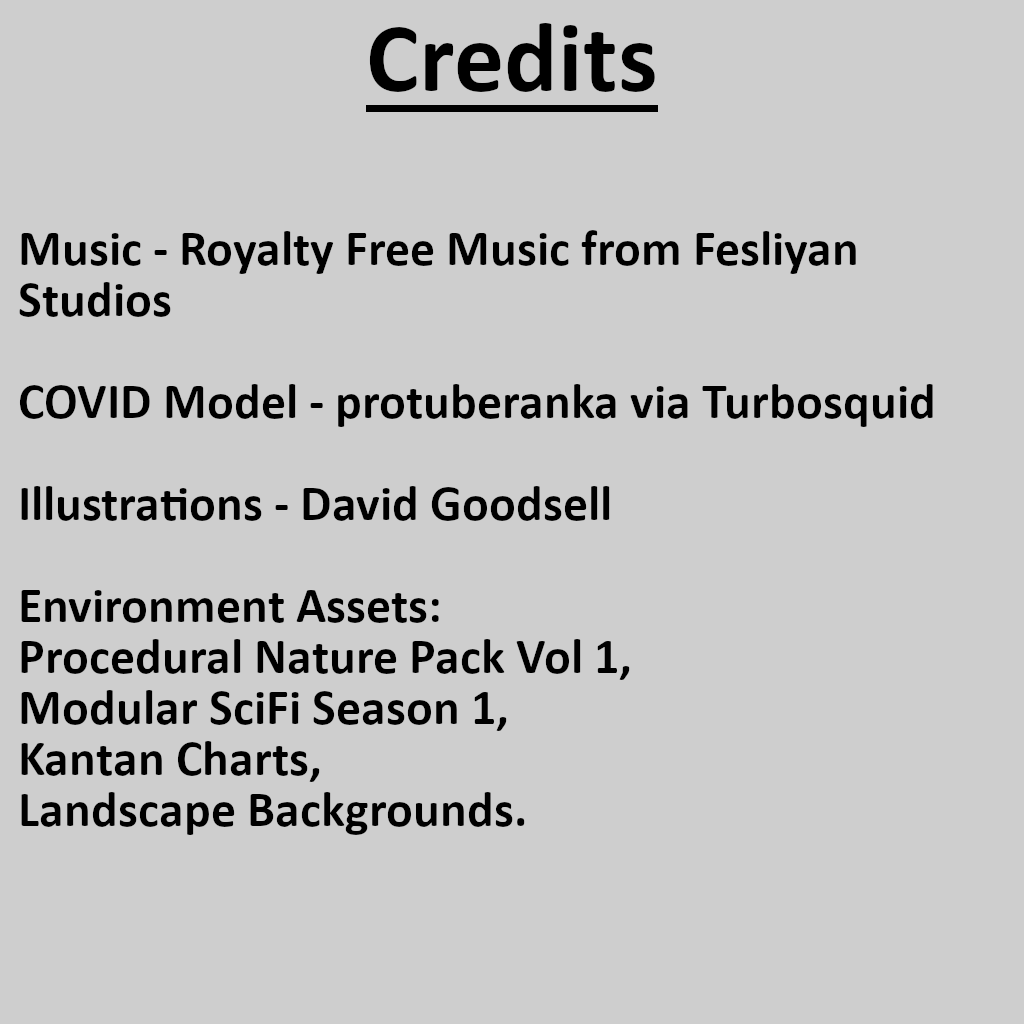 Credits
Music - Royalty Free Music from Fesliyan
Studios
COVID Model - protuberanka via Turbosquid
Illustrations - David Goodsell
Environment Assets:
Procedural Nature Pack Vol 1,
Modular SciFi Season 1,
Kantan Charts,
Landscape Backgrounds.